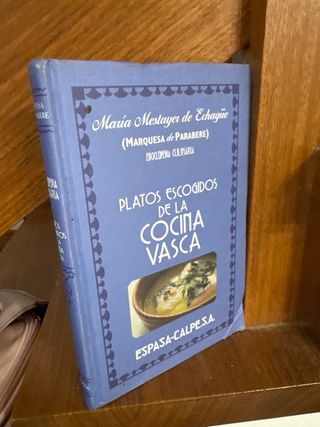 María Mestayer de Echagüe
(MARQUESA de PARABERE)
ENCICLOPEDIA CULINARIA
PLATOS ESCOGIDOS
DE LA
COCINA
VASCA
ESPASA-CALPE.S.A.